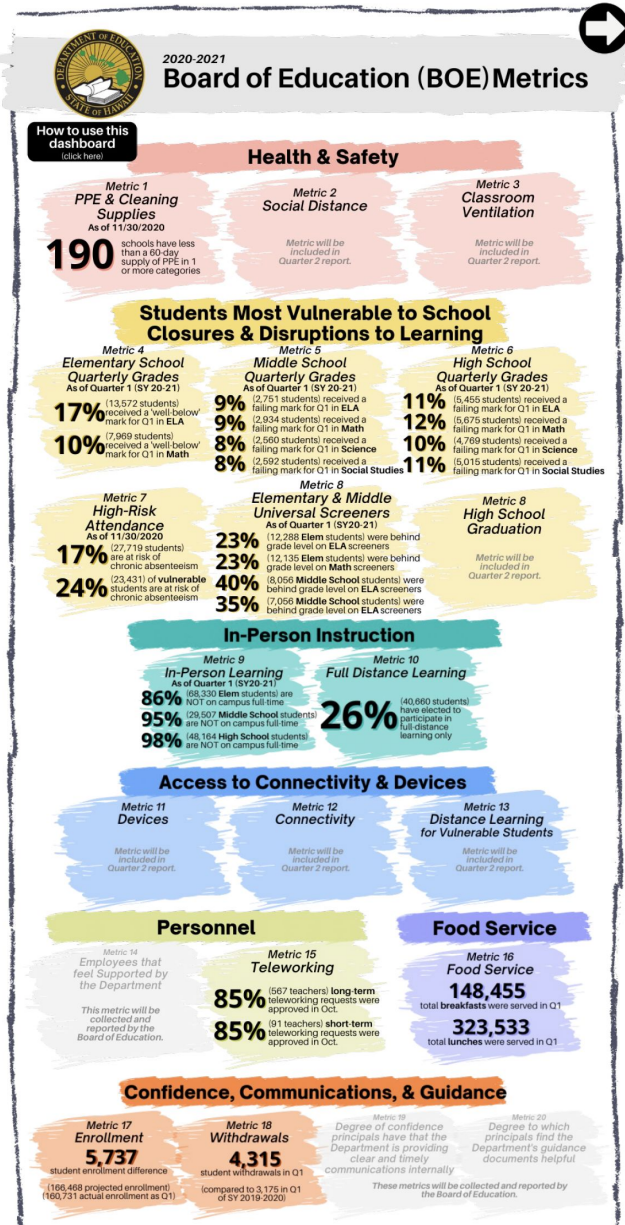 DEPARTMENT OF EDUCATION
STATE OF HAWAII
2020-2021
Board of Education (BOE) Metrics
How to use this
dashboard
(click here)
Health & Safety
Metric 1
PPE & Cleaning
Supplies
As of 11/30/2020
190
schools have less
than a 60-day
supply of PPE in 1
or more categories
Metric 2
Social Distance
Metric will be
included in
Quarter 2 report.
Metric 3
Classroom
Ventilation
Metric will be
included in
Quarter 2 report.
Students Most Vulnerable to School
Closures & Disruptions to Learning
Metric 4
Elementary School
Quarterly Grades
As of Quarter 1 (SY 20-21)
17% (13,572 students)
received a 'well-below'
mark for Q1 in ELA
10% (7,969 students)
received a 'well-below'
mark for Q1 in Math
Metric 5
Middle School
Quarterly Grades
As of Quarter 1 (SY 20-21)
9% (2,751 students) received a
failing mark for Q1 in ELA
9% (2,934 students) received a
failing mark for Q1 in Math
8% (2,560 students) received a
failing mark for Q1 in Science
8% (2,592 students) received a
failing mark for Q1 in Social Studies
Metric 6
High School
Quarterly Grades
As of Quarter 1 (SY 20-21)
11% (5,455 students) received a
failing mark for Q1 in ELA
12% (5,675 students) received a
failing mark for Q1 in Math
10% (4,769 students) received a
failing mark for Q1 in Science
11% (5,015 students) received a
failing mark for Q1 in Social Studies
Metric 7
High-Risk
Attendance
As of 11/30/2020
17% (27,719 students)
are at risk of
chronic absenteeism
24% (23,431) of vulnerable
students are at risk of
chronic absenteeism
Metric 8
Elementary & Middle
Universal Screeners
As of Quarter 1 (SY20-21)
23% (12,288 Elem students) were behind
grade level on ELA screeners
23% (12,135 Elem students) were behind
grade level on Math screeners
40% (8,056 Middle School students) were
behind grade level on ELA screeners
35% (7,056 Middle School students) were
behind grade level on ELA screeners
Metric 8
High School
Graduation
Metric will be
included in
Quarter 2 report.
In-Person Instruction
Metric 9
In-Person Learning
As of Quarter 1 (SY20-21)
86% (68,330 Elem students) are
NOT on campus full-time
95% (29,507 Middle School students)
are NOT on campus full-time
98% (48,164 High School students)
are NOT on campus full-time
Metric 10
Full Distance Learning
26%
(40,660 students)
have elected to
participate in
full-distance
learning only
Access to Connectivity & Devices
Metric 11
Devices
Metric will be
included in
Quarter 2 report.
Metric 12
Connectivity
Metric will be
included in
Quarter 2 report.
Metric 13
Distance Learning
for Vulnerable Students
Metric will be
included in
Quarter 2 report.
Personnel
Metric 14
Employees that
feel Supported by
the Department
This metric will be
collected and
reported by the
Board of Education.
Metric 15
Teleworking
85% (567 teachers) long-term
teleworking requests were
approved in Oct.
85% (91 teachers) short-term
teleworking requests were
approved in Oct.
Food Service
Metric 16
Food Service
148,455
total breakfasts were served in Q1
323,533
total lunches were served in Q1
Confidence, Communications, & Guidance
Metric 17
Enrollment
5,737
student enrollment difference
(166,468 projected enrollment)
(160,731 actual enrollment as Q1)
Metric 18
Withdrawals
4,315
student withdrawals in Q1
(compared to 3,175 in Q1
of SY 2019-2020)
Metric 19
Degree of confidence
principals have that the
Department is providing
clear and timely
communications internally
Metric 20
Degree to which
principals find the
Department's guidance
documents helpful
These metrics will be collected and reported by
the Board of Education.